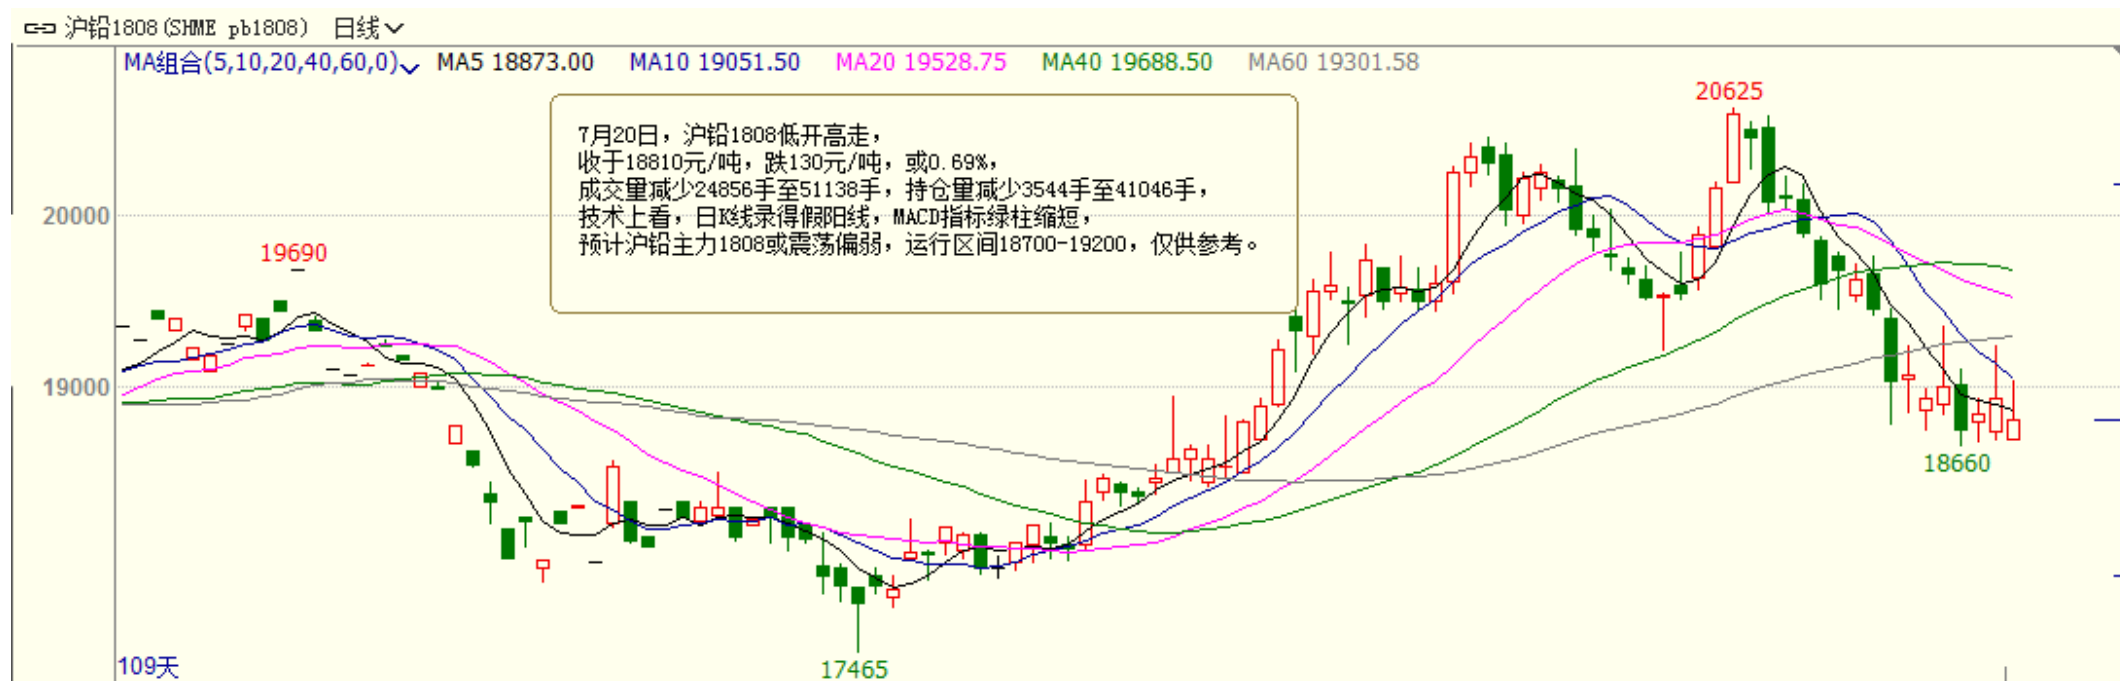 沪铅1808(SHME pb1808) 日线
MA组合(5,10,20,40,60,0) MA5 18873.00 MA10 19051.50 MA20 19528.75 MA40 19688.50 MA60 19301.58
20625
7月20日，沪铅1808低开高走，
收于18810元/吨，跌130元/吨，或0.69%，
成交量减少24856手至51138手，持仓量减少3544手至41046手，
技术上看，日K线录得假阳线，MACD指标绿柱缩短，
预计沪铅主力1808或震荡偏弱，运行区间18700-19200，仅供参考。
20000
19690
19000
18660
17465
109天